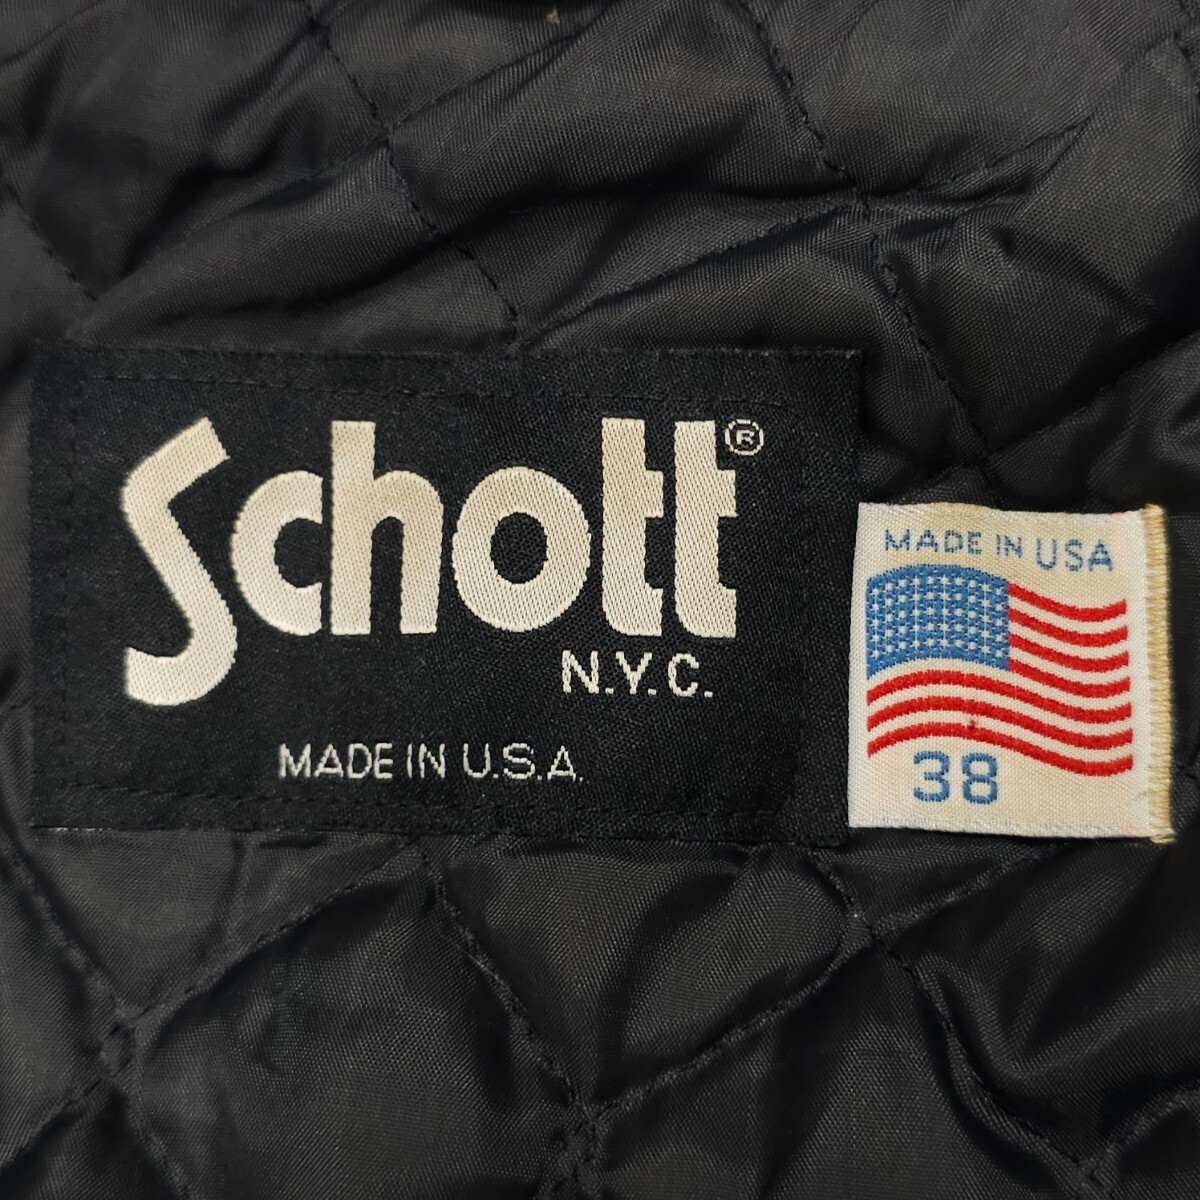 Schott®
N.Y.C.
MADE IN U.S.A.
MADE IN USA
38